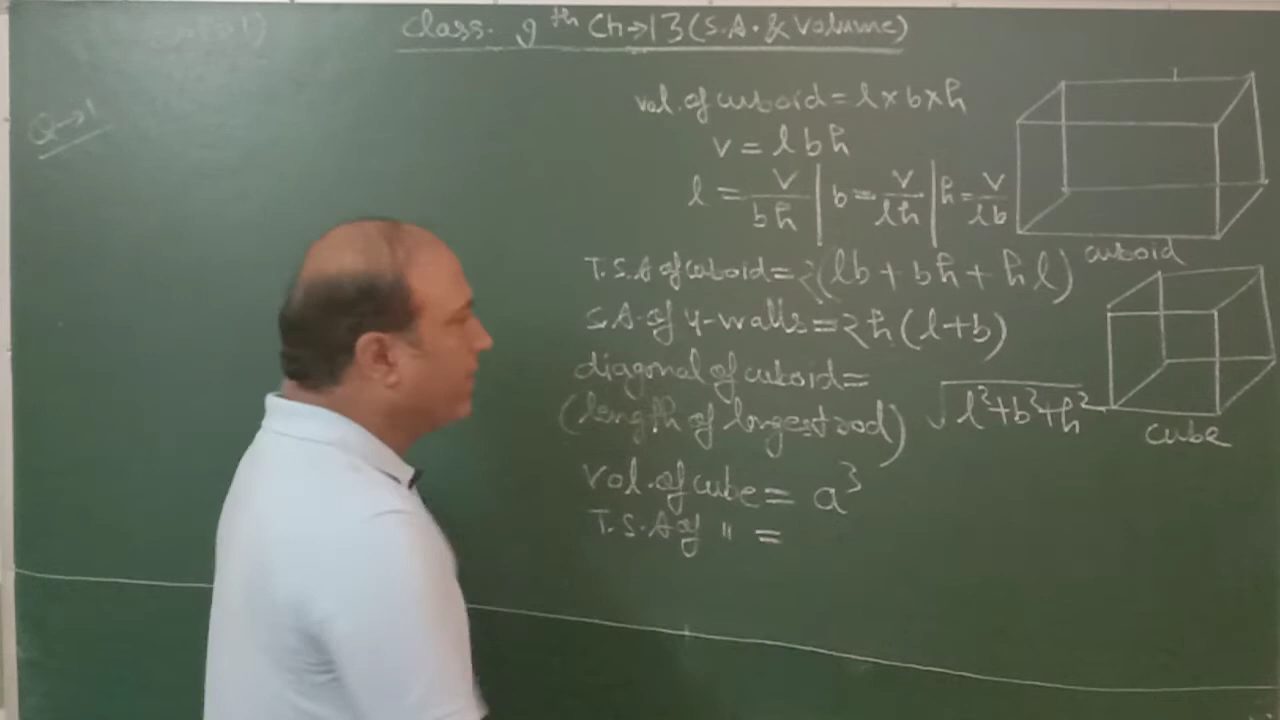 Class. 9th Ch→13 (S.A. & Volume)
Q→1
vol. of cuboid = l × b × h
v = l b h
l = v/bh | b = v/lh | h = v/lb
cuboid
T.S.A of cuboid = 2(lb + bh + hl)
S.A. of 4-walls = 2h(l+b)
diagonal of cuboid =
(length of longest rod) √l²+b²+h²
cube
Vol. of cube = a³
T.S.A of " =